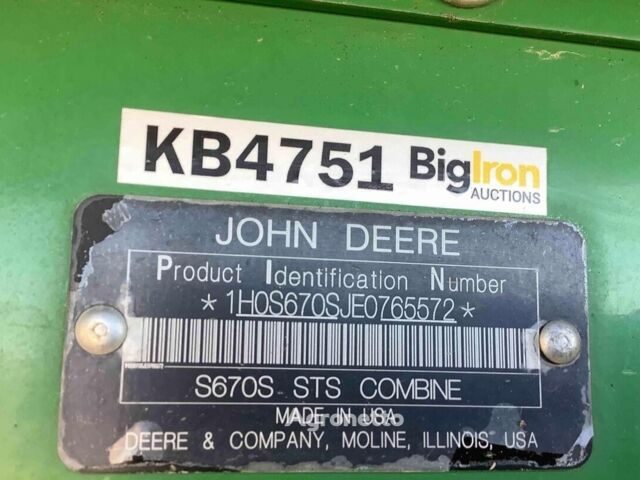 KB4751 BigIron
AUCTIONS
JOHN DEERE
Product Identification Number
*1H0S670SJE0765572*
S670S STS COMBINE
MADE IN USA
Agronetto
DEERE & COMPANY, MOLINE, ILLINOIS, USA